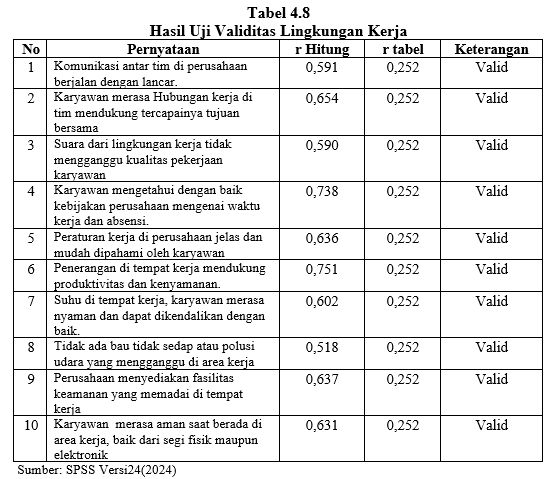 Tabel 4.8
Hasil Uji Validitas Lingkungan Kerja
No Pernyataan r Hitung r tabel Keterangan
1 Komunikasi antar tim di perusahaan 0,591 0,252 Valid
berjalan dengan lancar.
2 Karyawan merasa Hubungan kerja di 0,654 0,252 Valid
tim mendukung tercapainya tujuan
bersama
3 Suara dari lingkungan kerja tidak 0,590 0,252 Valid
mengganggu kualitas pekerjaan
karyawan
4 Karyawan mengetahui dengan baik 0,738 0,252 Valid
kebijakan perusahaan mengenai waktu
kerja dan absensi.
5 Peraturan kerja di perusahaan jelas dan 0,636 0,252 Valid
mudah dipahami oleh karyawan
6 Penerangan di tempat kerja mendukung 0,751 0,252 Valid
produktivitas dan kenyamanan.
7 Suhu di tempat kerja, karyawan merasa 0,602 0,252 Valid
nyaman dan dapat dikendalikan dengan
baik.
8 Tidak ada bau tidak sedap atau polusi 0,518 0,252 Valid
udara yang mengganggu di area kerja
9 Perusahaan menyediakan fasilitas 0,637 0,252 Valid
keamanan yang memadai di tempat
kerja
10 Karyawan merasa aman saat berada di 0,631 0,252 Valid
area kerja, baik dari segi fisik maupun
elektronik
Sumber: SPSS Versi24(2024)